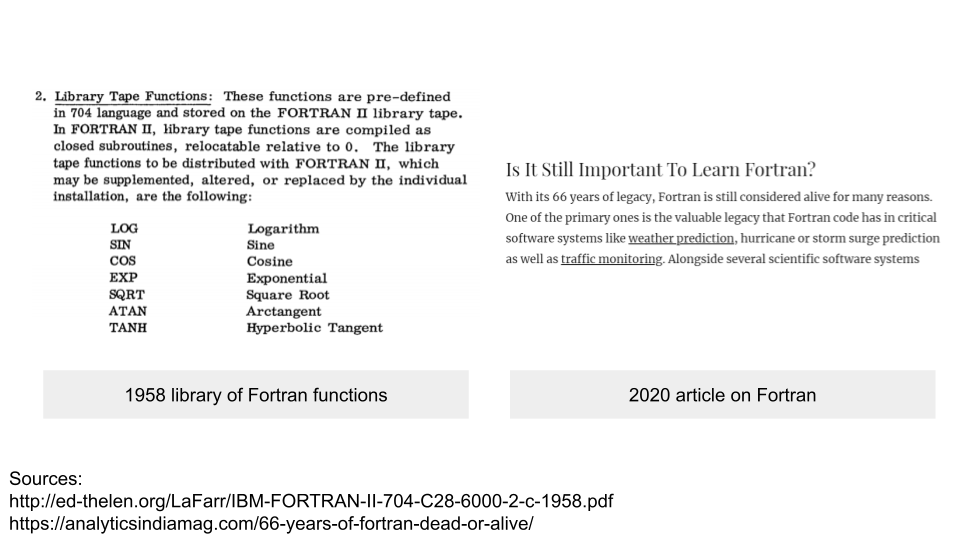 2. Library Tape Functions: These functions are pre-defined
in 704 language and stored on the FORTRAN II library tape.
In FORTRAN II, library tape functions are compiled as
closed subroutines, relocatable relative to 0. The library
tape functions to be distributed with FORTRAN II, which
may be supplemented, altered, or replaced by the individual
installation, are the following:
LOG Logarithm
SIN Sine
COS Cosine
EXP Exponential
SQRT Square Root
ATAN Arctangent
TANH Hyperbolic Tangent
1958 library of Fortran functions
Is It Still Important To Learn Fortran?
With its 66 years of legacy, Fortran is still considered alive for many reasons.
One of the primary ones is the valuable legacy that Fortran code has in critical
software systems like weather prediction, hurricane or storm surge prediction
as well as traffic monitoring. Alongside several scientific software systems
2020 article on Fortran
Sources:
http://ed-thelen.org/LaFarr/IBM-FORTRAN-II-704-C28-6000-2-c-1958.pdf
https://analyticsindiamag.com/66-years-of-fortran-dead-or-alive/